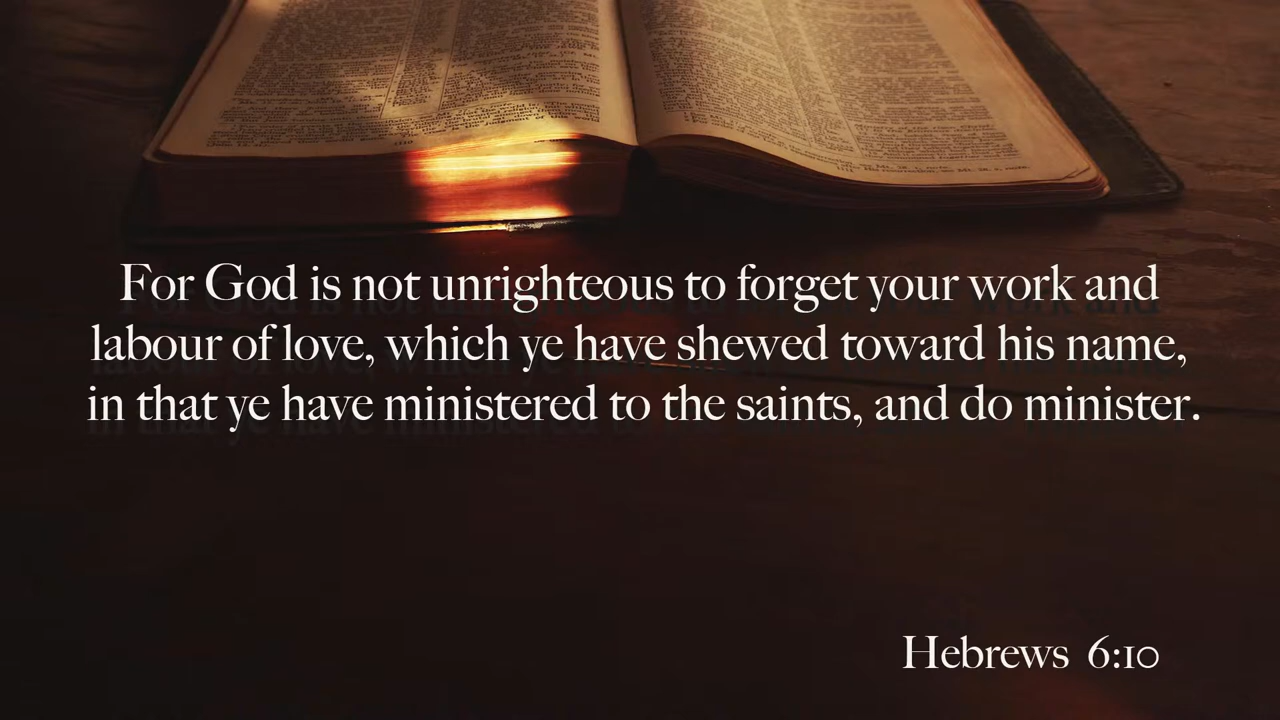 For God is not unrighteous to forget your work and
labour of love, which ye have shewed toward his name,
in that ye have ministered to the saints, and do minister.
Hebrews 6:10